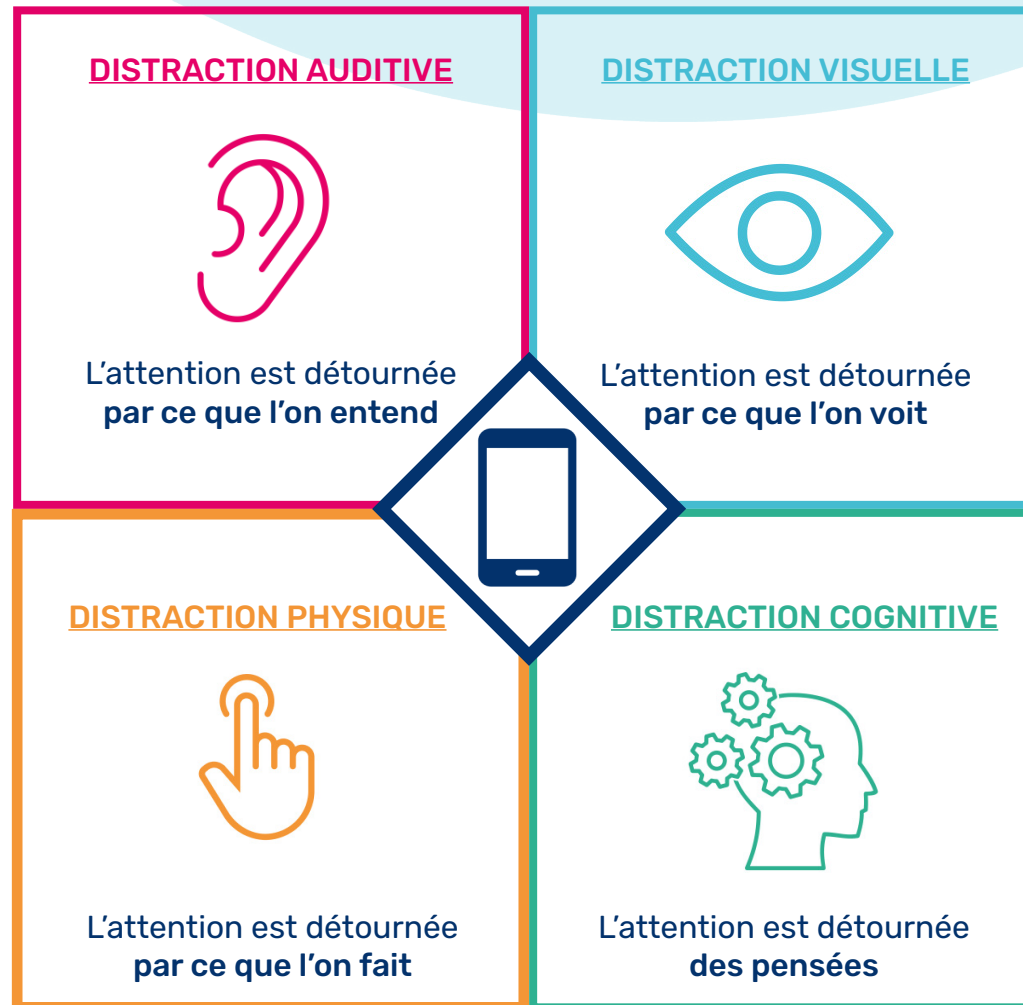 DISTRACTION AUDITIVE
L’attention est détournée
par ce que l’on entend
DISTRACTION VISUELLE
L’attention est détournée
par ce que l’on voit
DISTRACTION PHYSIQUE
L’attention est détournée
par ce que l’on fait
DISTRACTION COGNITIVE
L’attention est détournée
des pensées